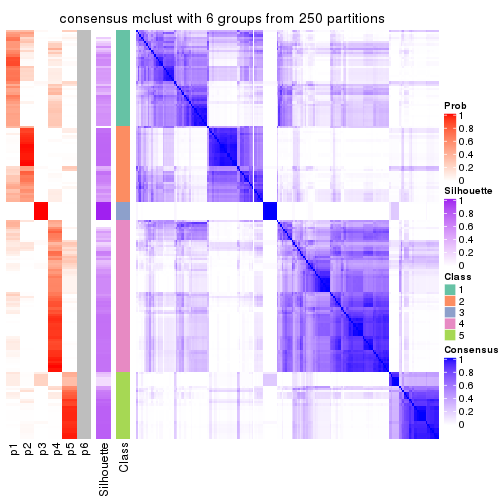 consensus mclust with 6 groups from 250 partitions
Prob
1
0.8
0.6
0.4
0.2
0
Silhouette
1
0.8
0.6
0.4
0.2
0
Class
1
2
3
4
5
Consensus
1
0.8
0.6
0.4
0.2
0
p1
p2
p3
p4
p5
p6
Silhouette
Class